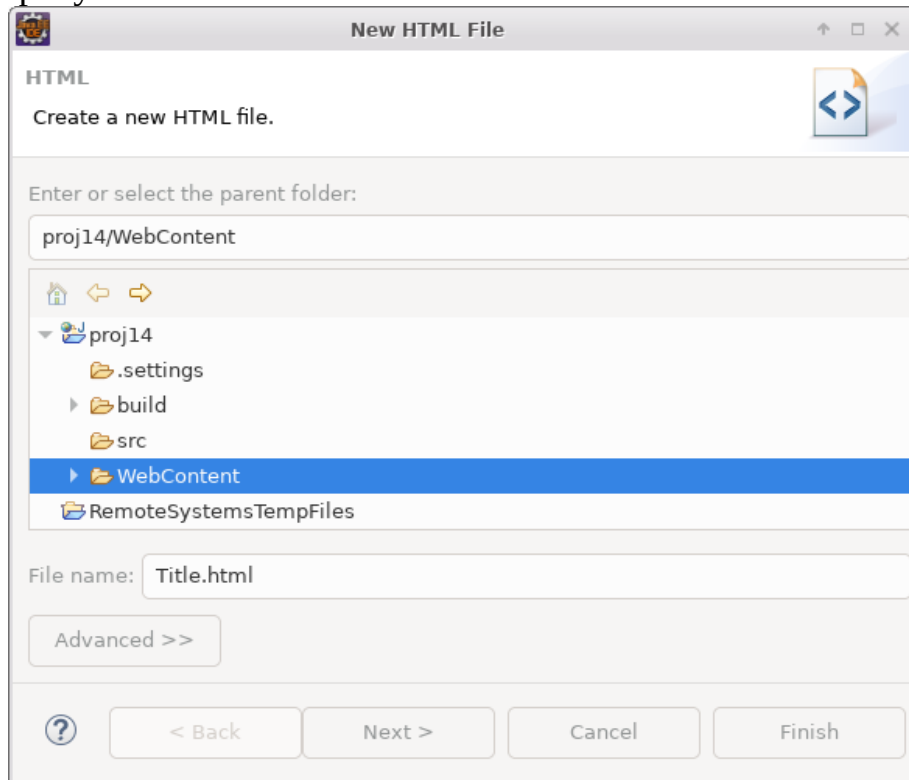 New HTML File
HTML
Create a new HTML file.
Enter or select the parent folder:
proj14/WebContent
proj14
.settings
build
src
WebContent
RemoteSystemsTempFiles
File name: Title.html
Advanced >>
< Back Next > Cancel Finish